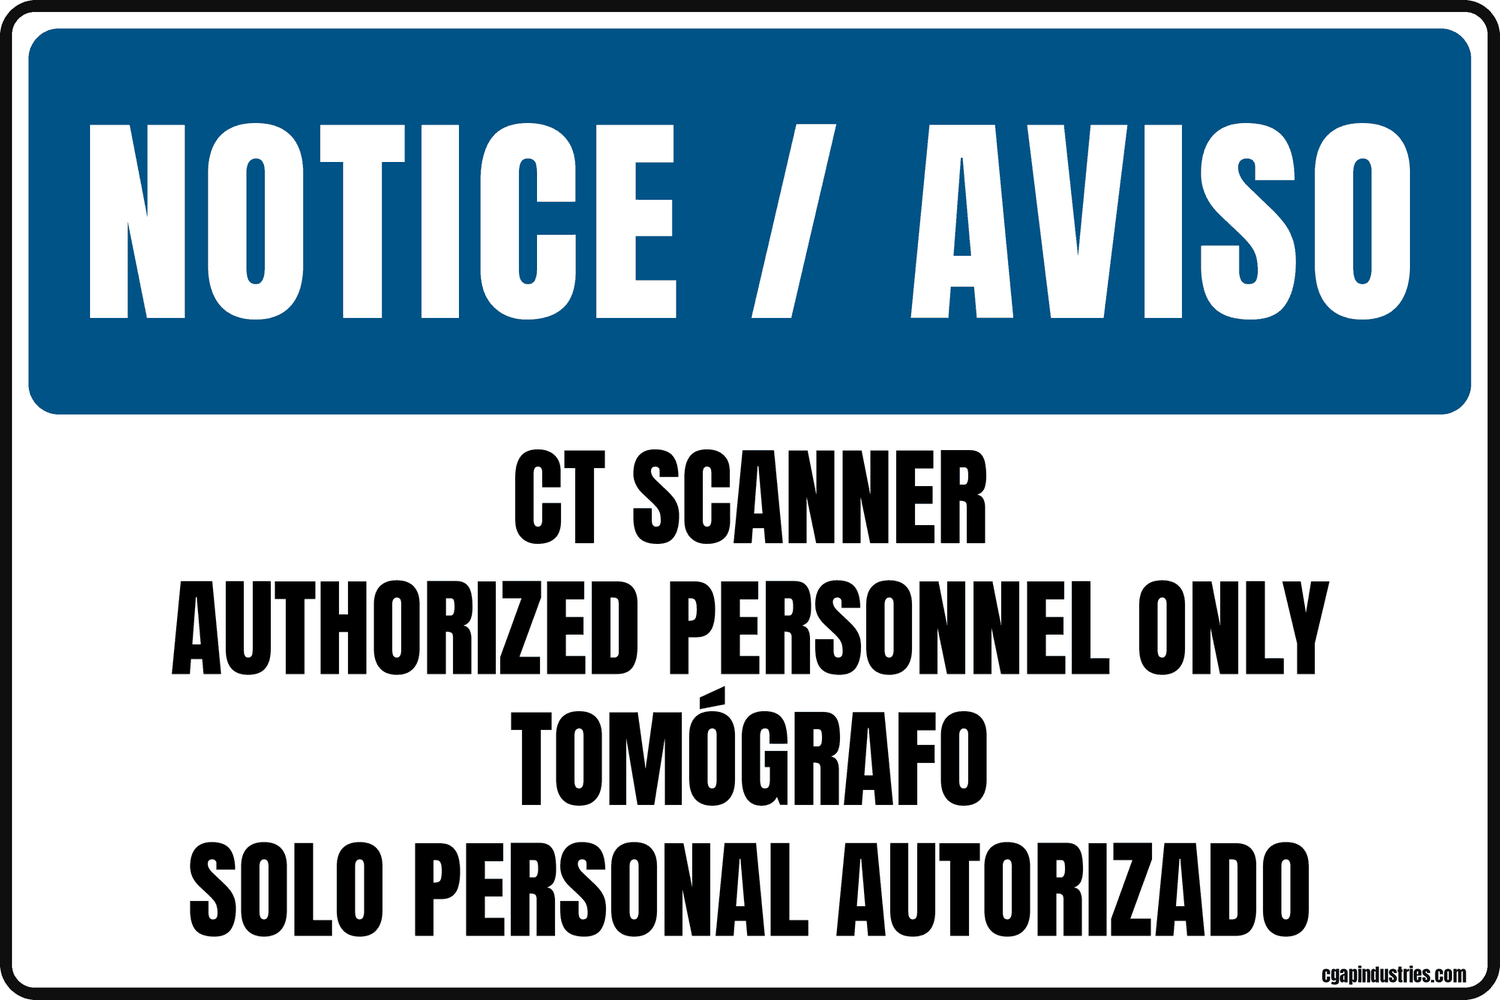 NOTICE / AVISO
CT SCANNER
AUTHORIZED PERSONNEL ONLY
TOMÓGRAFO
SOLO PERSONAL AUTORIZADO
cgapindustries.com